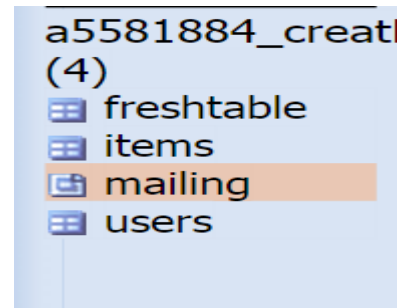 a5581884_creat
(4)
freshtable
items
mailing
users